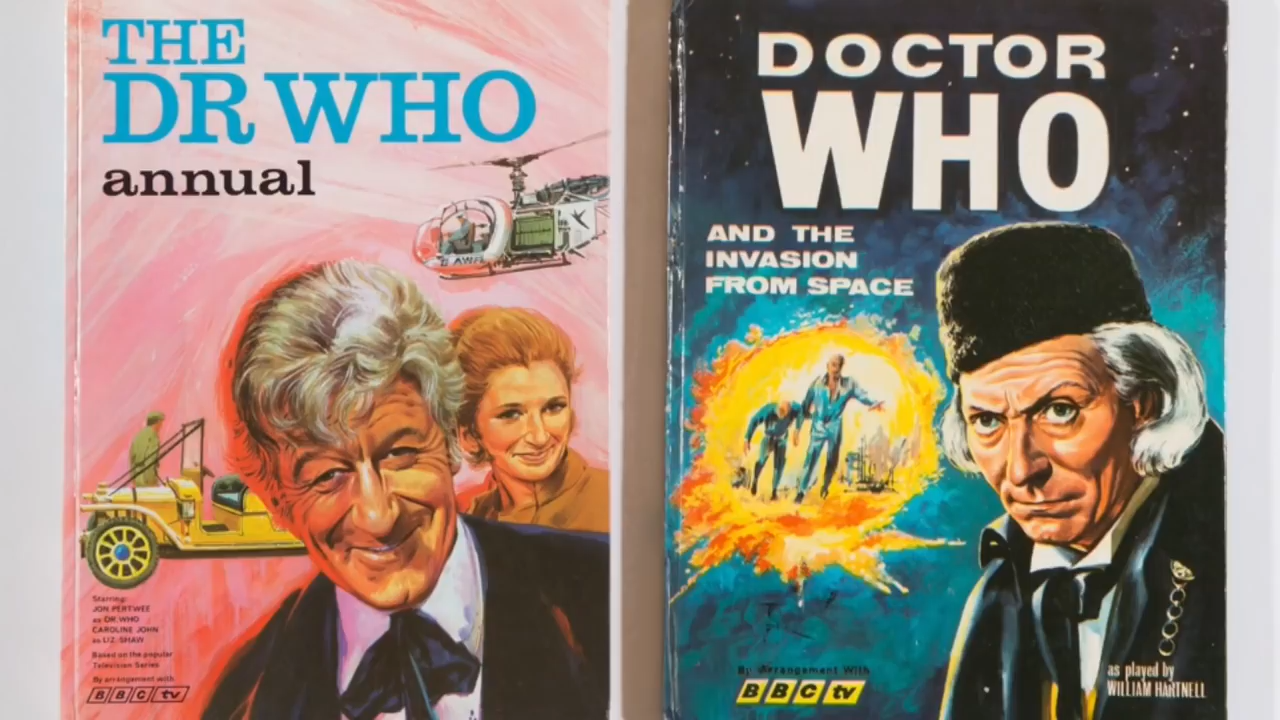 THE
DR WHO
annual
Starring:
JON PERTWEE
as DR. WHO
CAROLINE JOHN
as LIZ. SHAW
Based on the popular
Television Series
By arrangement with
BBC tv
DOCTOR
WHO
AND THE
INVASION
FROM SPACE
By Arrangement With
BBC tv
as played by
WILLIAM HARTNELL